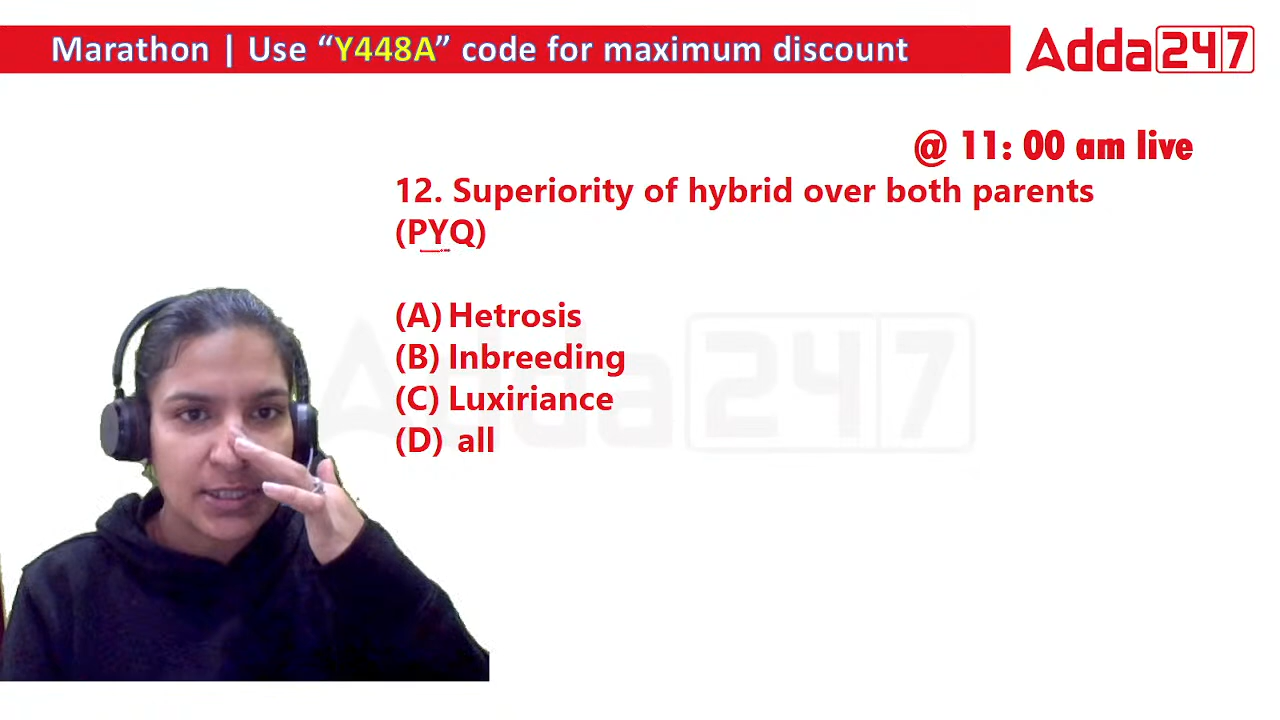 Marathon | Use “Y448A” code for maximum discount
Adda247
@ 11: 00 am live
12. Superiority of hybrid over both parents
(PYQ)
(A) Hetrosis
(B) Inbreeding
(C) Luxiriance
(D) all
Adda247